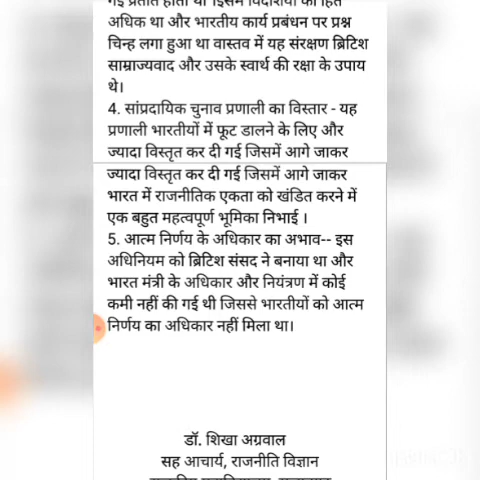 गई प्रतीत होती थी इसमें विदेशियों का हित
अधिक था और भारतीय कार्य प्रबंधन पर प्रश्न
चिन्ह लगा हुआ था वास्तव में यह संरक्षण ब्रिटिश
साम्राज्यवाद और उसके स्वार्थ की रक्षा के उपाय
थे।
4. सांप्रदायिक चुनाव प्रणाली का विस्तार - यह
प्रणाली भारतीयों में फूट डालने के लिए और
ज्यादा विस्तृत कर दी गई जिसमें आगे जाकर
ज्यादा विस्तृत कर दी गई जिसमें आगे जाकर
भारत में राजनीतिक एकता को खंडित करने में
एक बहुत महत्वपूर्ण भूमिका निभाई ।
5. आत्म निर्णय के अधिकार का अभाव-- इस
अधिनियम को ब्रिटिश संसद ने बनाया था और
भारत मंत्री के अधिकार और नियंत्रण में कोई
कमी नहीं की गई थी जिससे भारतीयों को आत्म
निर्णय का अधिकार नहीं मिला था।
डॉ. शिखा अग्रवाल
सह आचार्य, राजनीति विज्ञान